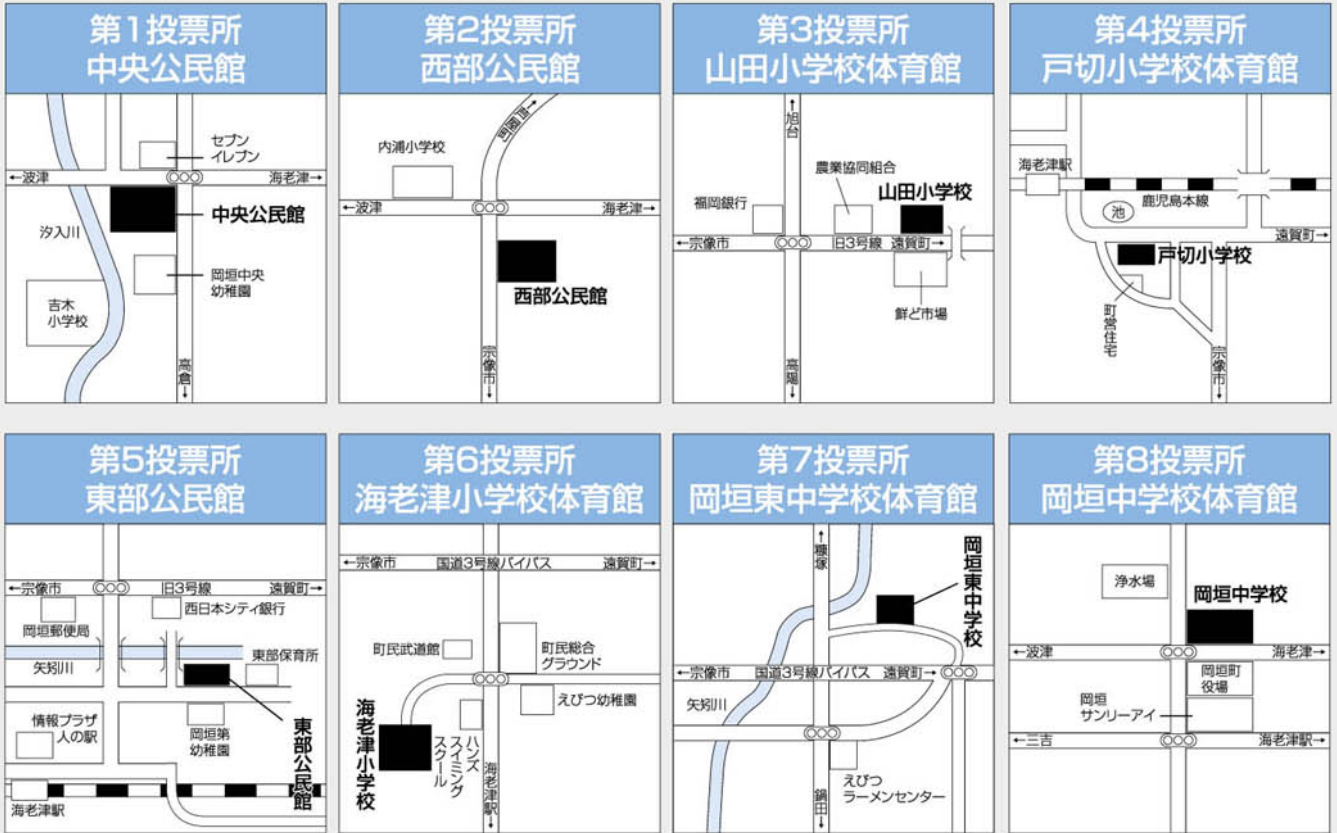 第1投票所
中央公民館
セブン
イレブン
←波津
海老津→
中央公民館
汐入川
岡垣中央
幼稚園
吉木
小学校
高倉→
第2投票所
西部公民館
←芦屋町
内浦小学校
←波津
海老津→
西部公民館
宗像市→
第3投票所
山田小学校体育館
←旭台
農業協同組合
山田小学校
福岡銀行
←宗像市
旧3号線
遠賀町→
鮮ど市場
高陽→
第4投票所
戸切小学校体育館
海老津駅
鹿児島本線
池
遠賀町→
戸切小学校
町営住宅
宗像市→
第5投票所
東部公民館
←宗像市
旧3号線
遠賀町→
岡垣郵便局
西日本シティ銀行
矢矧川
東部保育所
情報プラザ
人の駅
岡垣第一
幼稚園
東部公民館
海老津駅
第6投票所
海老津小学校体育館
←宗像市
国道3号線バイパス
遠賀町→
町民武道館
町民総合
グラウンド
えびつ幼稚園
海老津小学校
ハンズ
スイミング
スクール
海老津駅→
第7投票所
岡垣東中学校体育館
←糠塚
岡垣東中学校
←宗像市
国道3号線バイパス
遠賀町→
矢矧川
えびつ
ラーメンセンター
鍋田→
第8投票所
岡垣中学校体育館
浄水場
岡垣中学校
←波津
海老津→
岡垣町
役場
岡垣
サンリーアイ
←三吉
海老津駅→